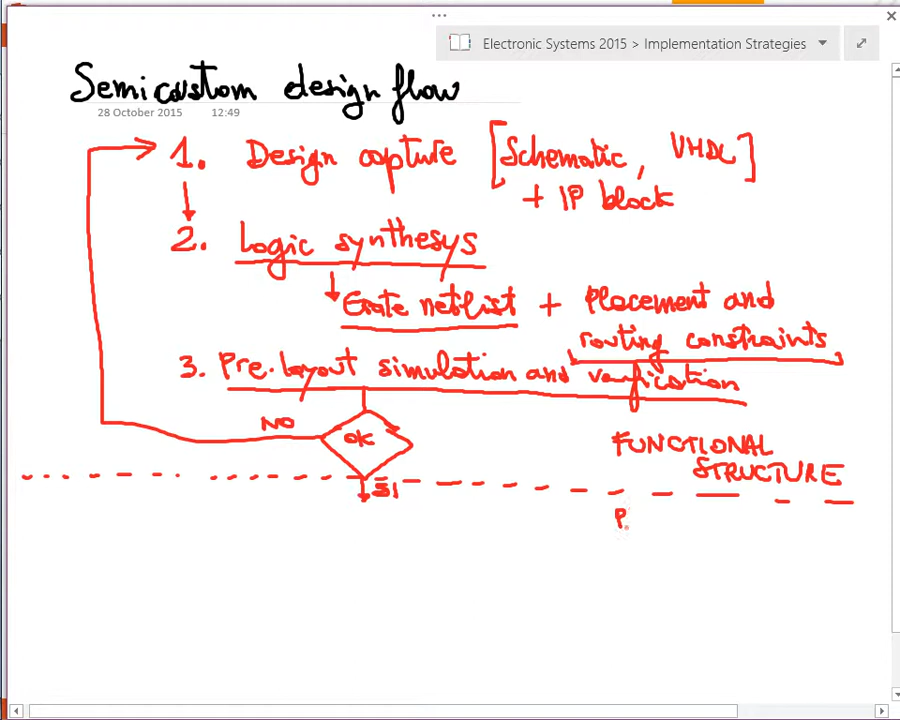 Electronic Systems 2015 > Implementation Strategies
Semicustom design flow
28 October 2015 12:49
1. Design capture [Schematic, VHDL]
+ IP block
2. Logic synthesys
Gate netlist + Placement and
routing constraints
3. Pre-layout simulation and verification
NO
OK
SI
FUNCTIONAL
STRUCTURE
P